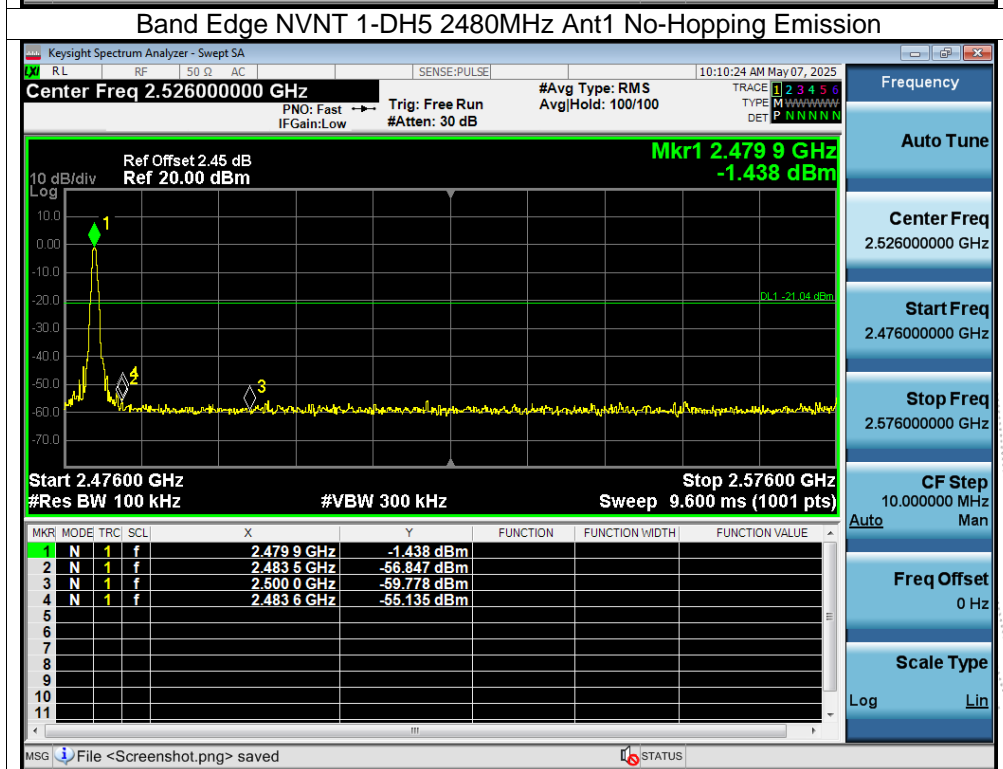 Band Edge NVNT 1-DH5 2480MHz Ant1 No-Hopping Emission
Keysight Spectrum Analyzer - Swept SA
LXI RL RF 50 Ω AC SENSE:PULSE 10:10:24 AM May 07, 2025
Center Freq 2.526000000 GHz #Avg Type: RMS TRACE 1 2 3 4 5 6
PNO: Fast Trig: Free Run Avg|Hold: 100/100 TYPE M WWWWW
IFGain:Low #Atten: 30 dB DET P N N N N N
Frequency
Auto Tune
Center Freq
2.526000000 GHz
Start Freq
2.476000000 GHz
Stop Freq
2.576000000 GHz
CF Step
10.000000 MHz
Auto Man
Freq Offset
0 Hz
Scale Type
Log Lin
Mkr1 2.479 9 GHz
-1.438 dBm
Ref Offset 2.45 dB
10 dB/div Ref 20.00 dBm
Log
10.0
1
0.00
-10.0
-20.0
DL1 -21.04 dBm
-30.0
-40.0
4
2
3
-50.0
-60.0
-70.0
Start 2.47600 GHz Stop 2.57600 GHz
#Res BW 100 kHz #VBW 300 kHz Sweep 9.600 ms (1001 pts)
MKR MODE TRC SCL X Y FUNCTION FUNCTION WIDTH FUNCTION VALUE
1 N 1 f 2.479 9 GHz -1.438 dBm
2 N 1 f 2.483 5 GHz -56.847 dBm
3 N 1 f 2.500 0 GHz -59.778 dBm
4 N 1 f 2.483 6 GHz -55.135 dBm
5
6
7
8
9
10
11
MSG File <Screenshot.png> saved STATUS